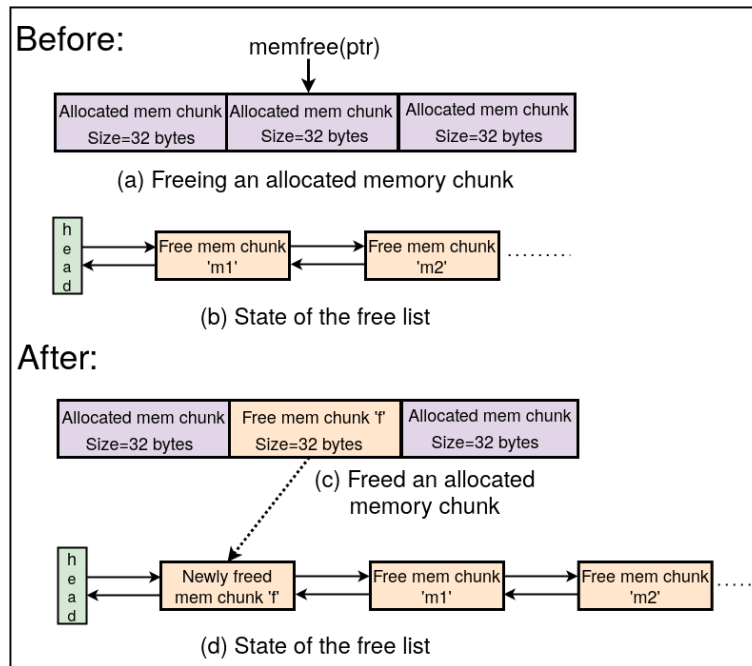 Before:
memfree(ptr)
Allocated mem chunk Allocated mem chunk Allocated mem chunk
Size=32 bytes Size=32 bytes Size=32 bytes
(a) Freeing an allocated memory chunk
head
Free mem chunk Free mem chunk
'm1' 'm2'
(b) State of the free list
After:
Allocated mem chunk Free mem chunk 'f' Allocated mem chunk
Size=32 bytes Size=32 bytes Size=32 bytes
(c) Freed an allocated
memory chunk
head
Newly freed Free mem chunk Free mem chunk
mem chunk 'f' 'm1' 'm2'
(d) State of the free list